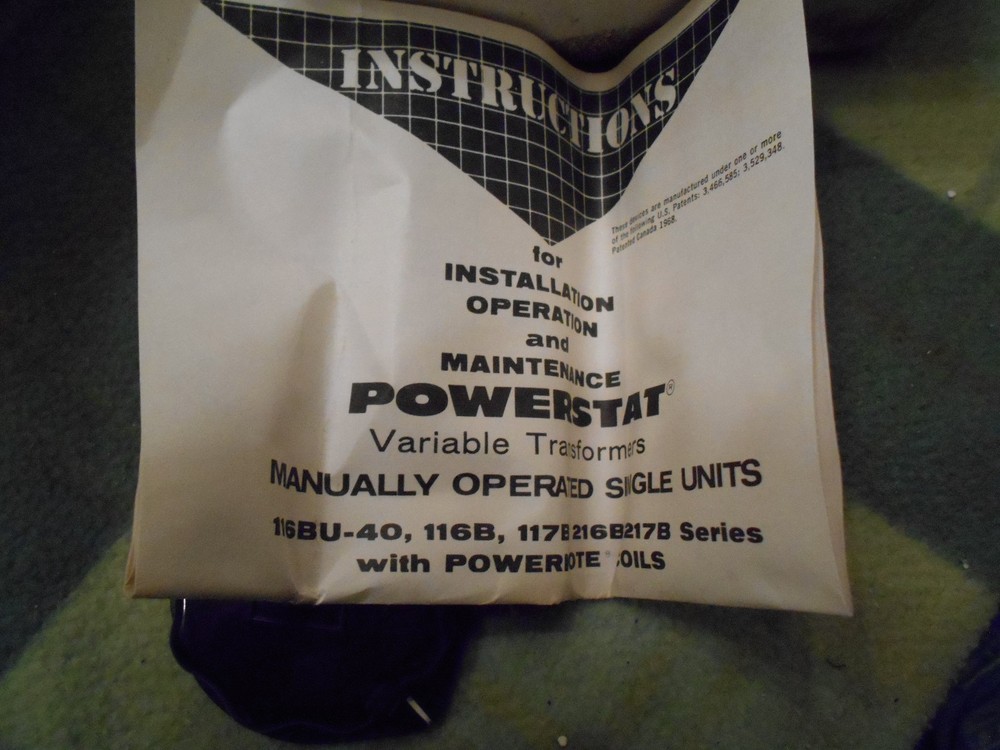 INSTRUCTIONS
These devices are manufactured under one or more
of the following U.S. Patents: 3,466,585; 3,529,348.
Patented Canada 1968.
for
INSTALLATION
OPERATION
and
MAINTENANCE
POWERSTAT®
Variable Transformers
MANUALLY OPERATED SINGLE UNITS
116BU-40, 116B, 117B 216B 217B Series
with COILS